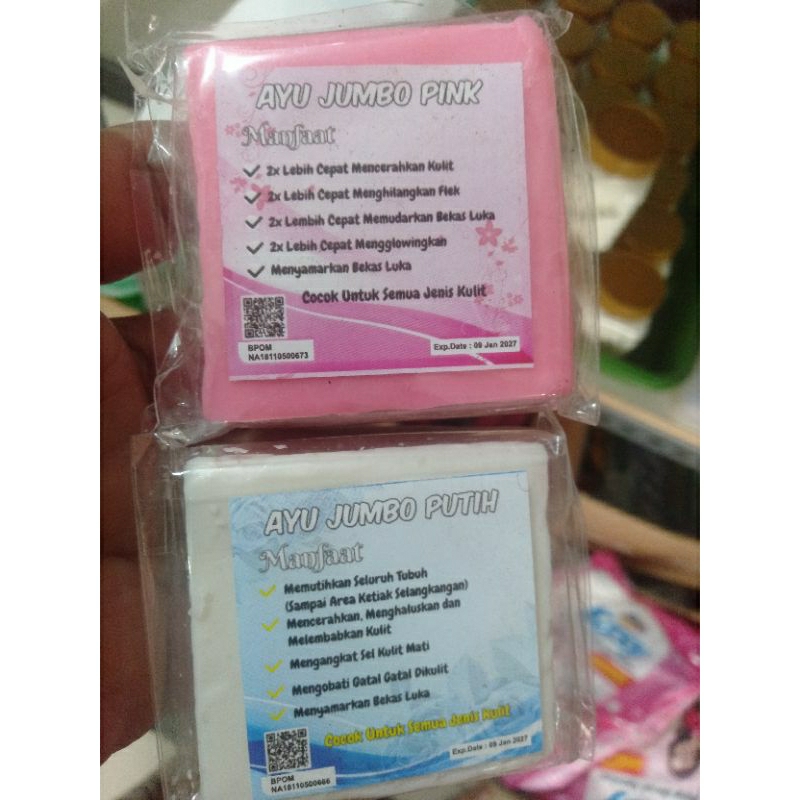 AYU JUMBO PINK
Manfaat
2x Lebih Cepat Mencerahkan Kulit
2x Lebih Cepat Menghilangkan Flek
2x Lembih Cepat Memudarkan Bekas Luka
2x Lebih Cepat Mengglowingkan
Menyamarkan Bekas Luka
Cocok Untuk Semua Jenis Kulit
BPOM
NA18110500673
Exp.Date : 09 Jan 2027
AYU JUMBO PUTIH
Manfaat
Memutihkan Seluruh Tubuh
(Sampai Area Ketiak Selangkangan)
Mencerahkan, Menghaluskan dan
Melembabkan Kulit
Mengangkat Sel Kulit Mati
Mengobati Gatal Gatal Dikulit
Menyamarkan Bekas Luka
Cocok Untuk Semua Jenis Kulit
BPOM
NA18110500666
Exp.Date : 09 Jan 2027